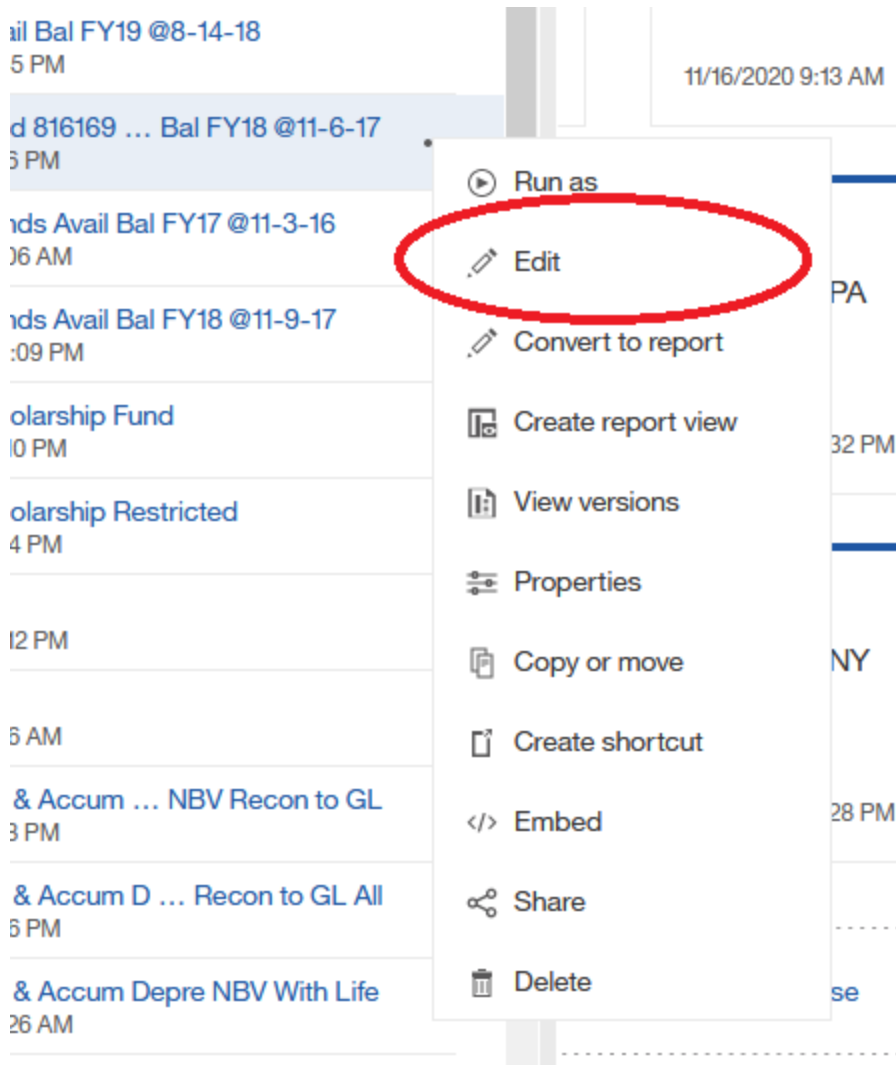 ail Bal FY19 @8-14-18
5 PM
11/16/2020 9:13 AM
d 816169 … Bal FY18 @11-6-17
6 PM
Run as
nds Avail Bal FY17 @11-3-16
06 AM
Edit
PA
nds Avail Bal FY18 @11-9-17
:09 PM
Convert to report
olarship Fund
10 PM
Create report view
32 PM
olarship Restricted
4 PM
View versions
Properties
12 PM
Copy or move
NY
6 AM
Create shortcut
& Accum … NBV Recon to GL
3 PM
Embed
28 PM
& Accum D … Recon to GL All
6 PM
Share
& Accum Depre NBV With Life
26 AM
Delete
se